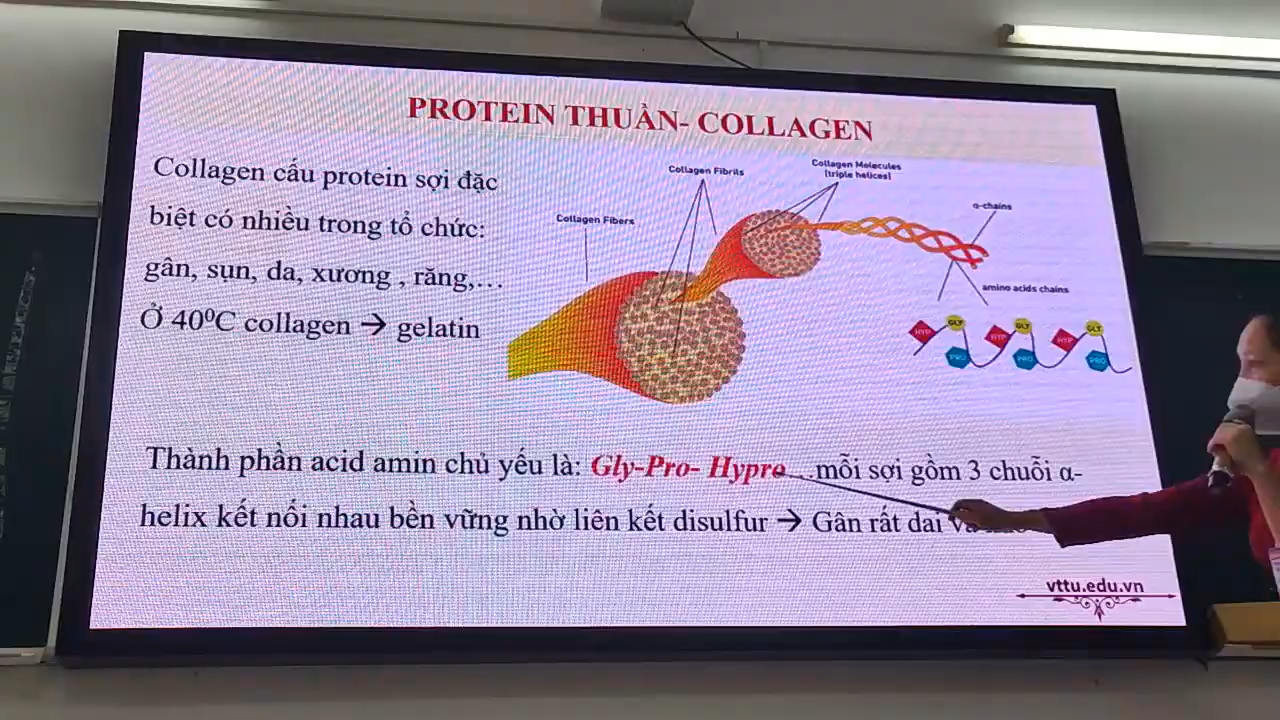 PROTEIN THUẦN- COLLAGEN
Collagen cấu protein sợi đặc
biệt có nhiều trong tổ chức:
gân, sụn, da, xương , răng,…
Ở 40⁰C collagen → gelatin
Collagen Fibers
Collagen Fibrils
Collagen Molecules
(triple helices)
α-chains
amino acids chains
HYP GLY PRO HYP GLY PRO HYP GLY PRO
Thành phần acid amin chủ yếu là: Gly-Pro- Hypro…mỗi sợi gồm 3 chuỗi α-
helix kết nối nhau bền vững nhờ liên kết disulfur → Gân rất dai
vttu.edu.vn